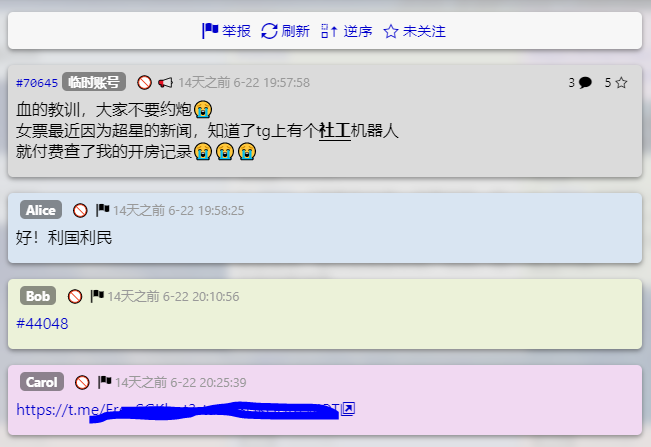 举报 刷新 逆序 未关注
#70645 临时账号 14天之前 6-22 19:57:58 3 5
血的教训，大家不要约炮😭
女票最近因为超星的新闻，知道了tg上有个社工机器人
就付费查了我的开房记录😭😭😭
Alice 14天之前 6-22 19:58:25
好！利国利民
Bob 14天之前 6-22 20:10:56
#44048
Carol 14天之前 6-22 20:25:39
https://t.me/